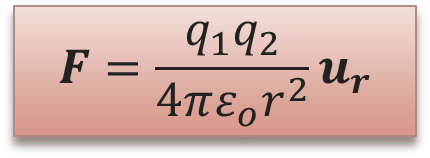 F = q₁q₂ / 4πεₒr² uᵣ